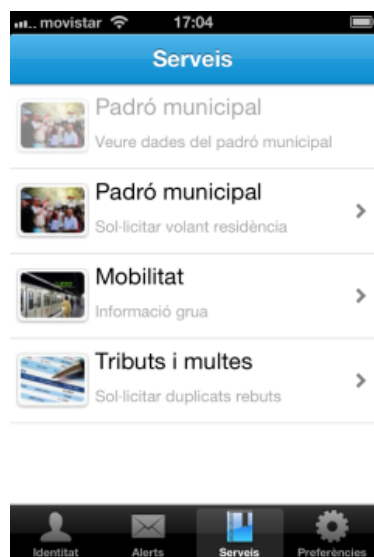 movistar 17:04
Serveis
Padró municipal
Veure dades del padró municipal
Padró municipal
Sol·licitar volant residència
Mobilitat
Informació grua
Tributs i multes
Sol·licitar duplicats rebuts
Identitat Alerts Serveis Preferències